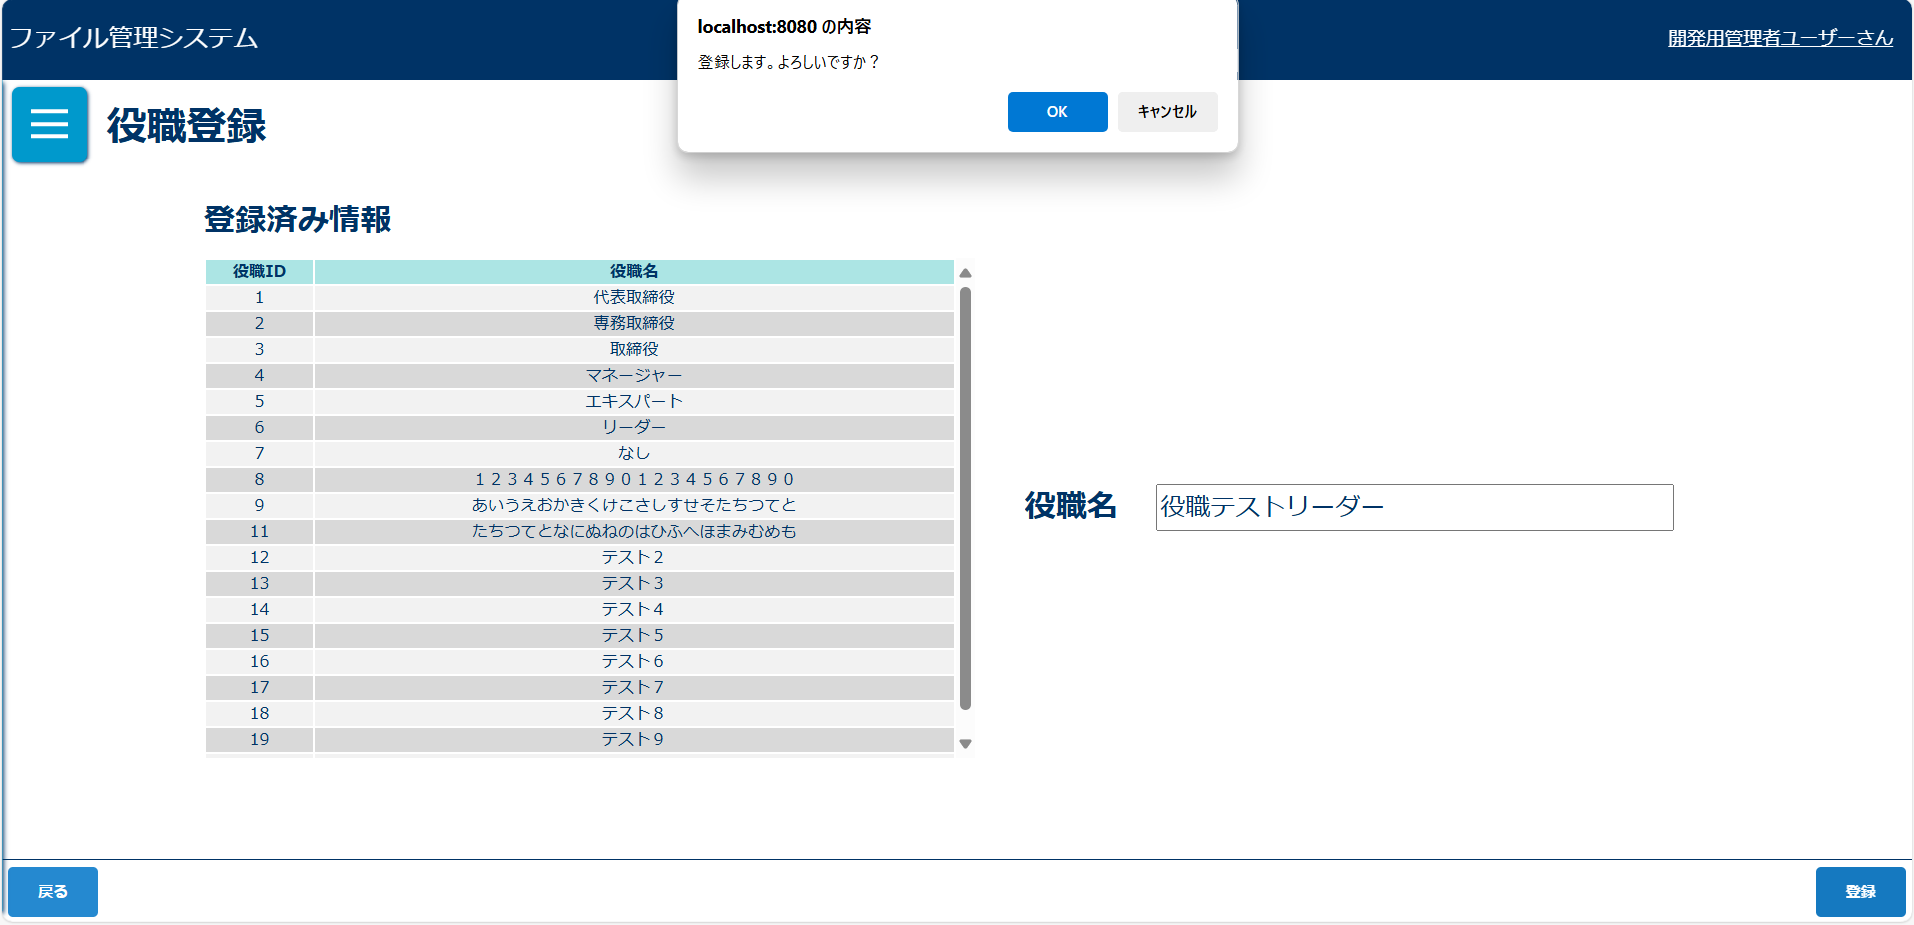 ファイル管理システム
localhost:8080 の内容
登録します。よろしいですか？
OK
キャンセル
開発用管理者ユーザーさん
役職登録
登録済み情報
役職ID 役職名
1 代表取締役
2 専務取締役
3 取締役
4 マネージャー
5 エキスパート
6 リーダー
7 なし
8 １２３４５６７８９０１２３４５６７８９０
9 あいうえおかきくけこさしすせそたちつてと
11 たちつてとなにぬねのはひふへほまみむめも
12 テスト２
13 テスト３
14 テスト４
15 テスト５
16 テスト６
17 テスト７
18 テスト８
19 テスト９
役職名 役職テストリーダー
戻る
登録